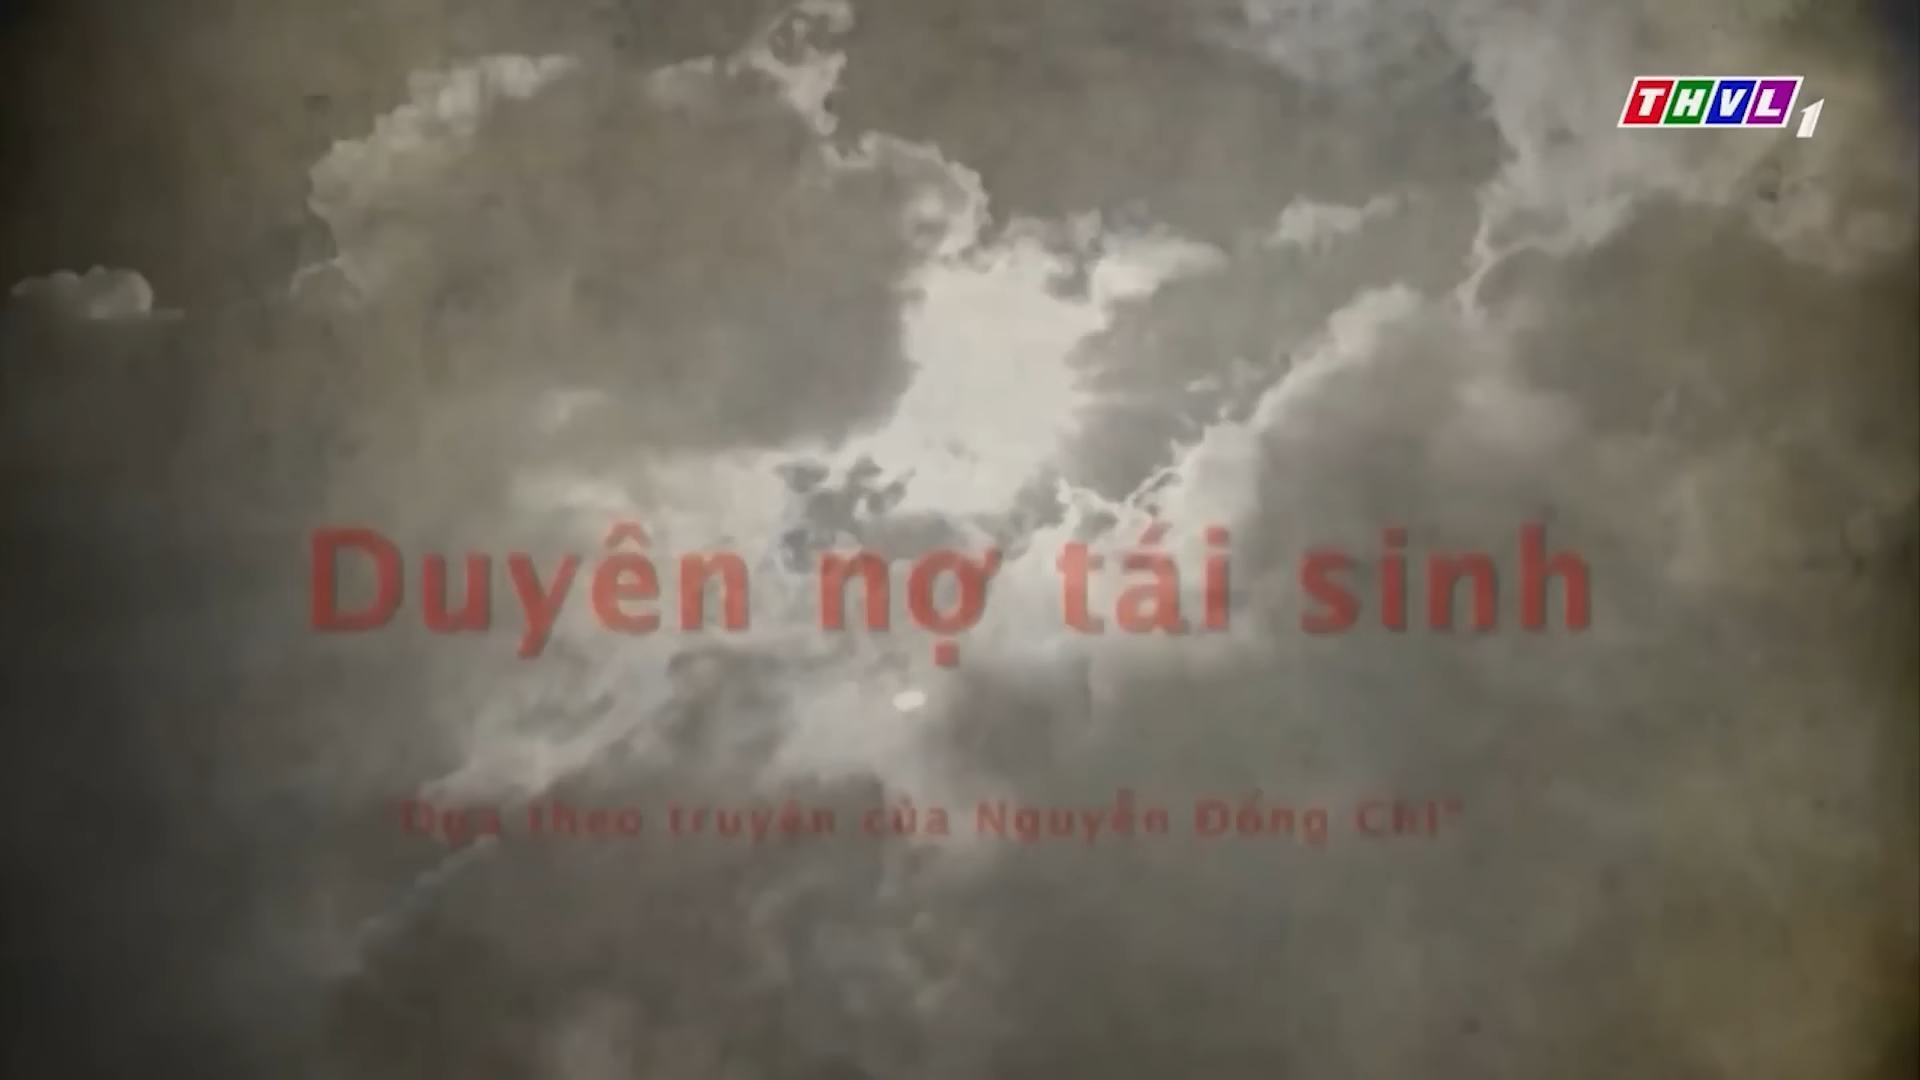 THVL1
Duyên nợ tái sinh
"Dựa theo truyện của Nguyễn Đổng Chi"